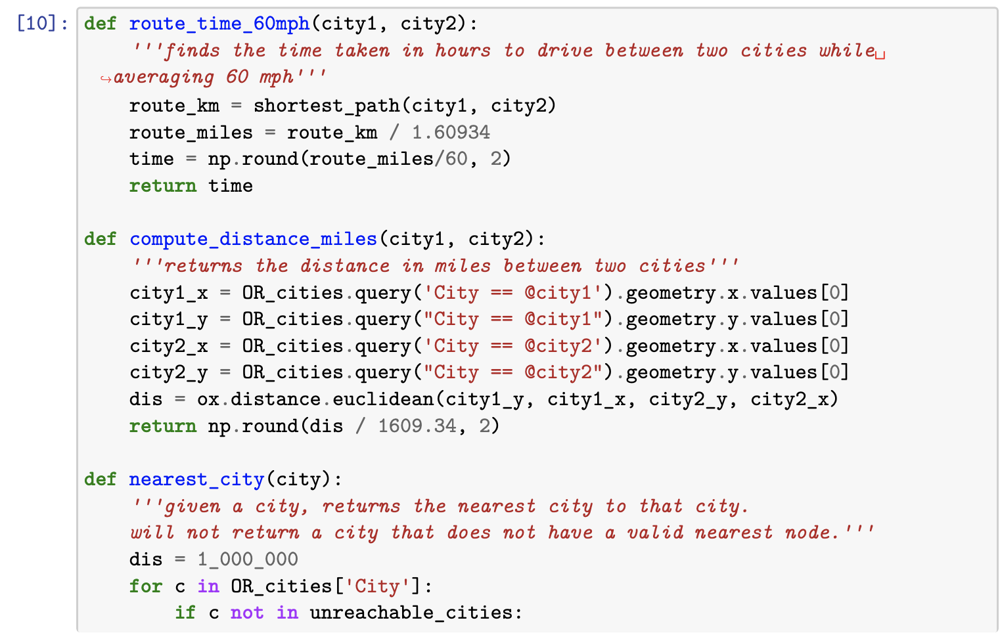 [10]: def route_time_60mph(city1, city2):
    '''finds the time taken in hours to drive between two cities while␣
↪averaging 60 mph'''
    route_km = shortest_path(city1, city2)
    route_miles = route_km / 1.60934
    time = np.round(route_miles/60, 2)
    return time

def compute_distance_miles(city1, city2):
    '''returns the distance in miles between two cities'''
    city1_x = OR_cities.query('City == @city1').geometry.x.values[0]
    city1_y = OR_cities.query("City == @city1").geometry.y.values[0]
    city2_x = OR_cities.query('City == @city2').geometry.x.values[0]
    city2_y = OR_cities.query("City == @city2").geometry.y.values[0]
    dis = ox.distance.euclidean(city1_y, city1_x, city2_y, city2_x)
    return np.round(dis / 1609.34, 2)

def nearest_city(city):
    '''given a city, returns the nearest city to that city.
    will not return a city that does not have a valid nearest node.'''
    dis = 1_000_000
    for c in OR_cities['City']:
        if c not in unreachable_cities: